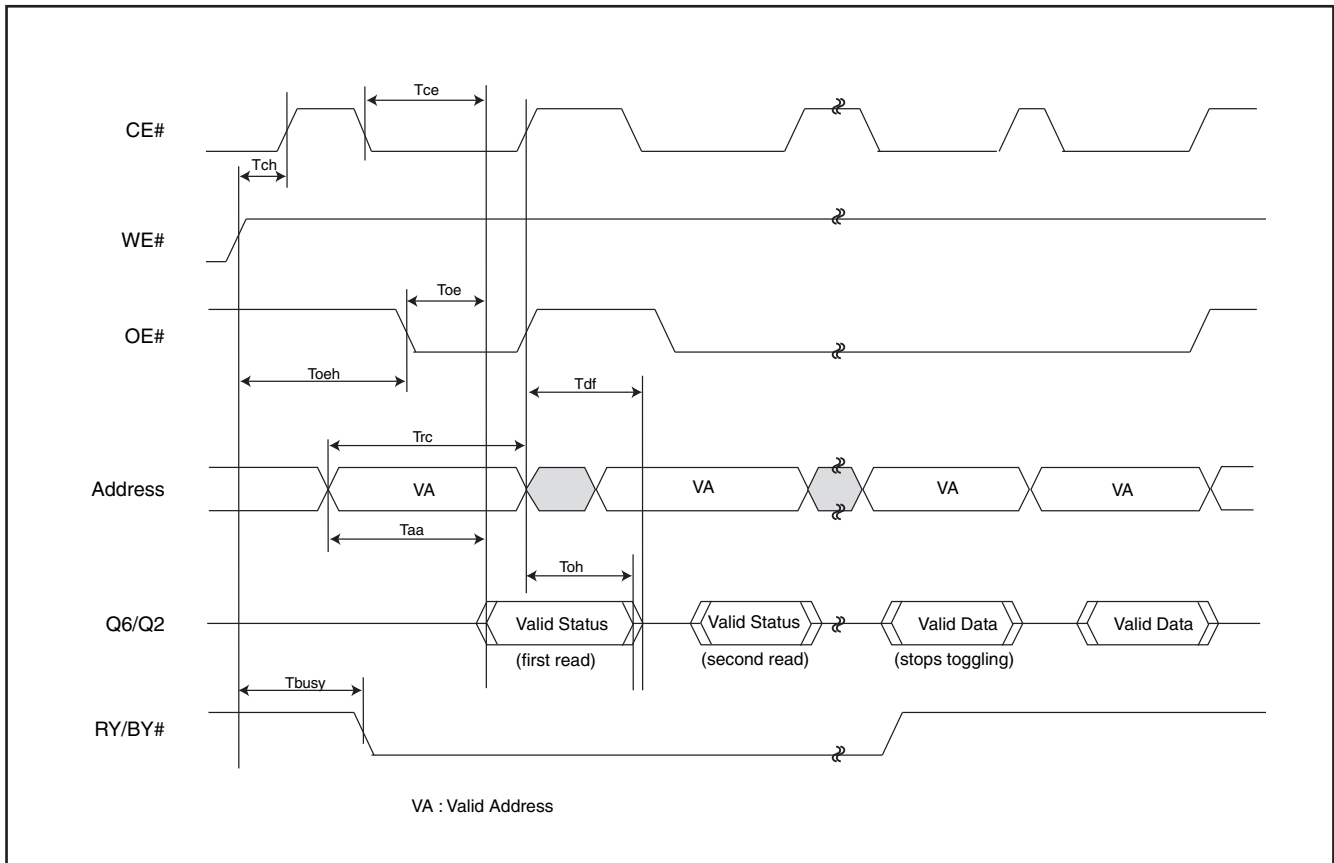 Tce
CE#
Tch
WE#
Toe
OE#
Toeh
Tdf
Trc
Address
VA
VA
VA
VA
Taa
Toh
Q6/Q2
Valid Status
Valid Status
Valid Data
Valid Data
(first read)
(second read)
(stops toggling)
Tbusy
RY/BY#
VA : Valid Address